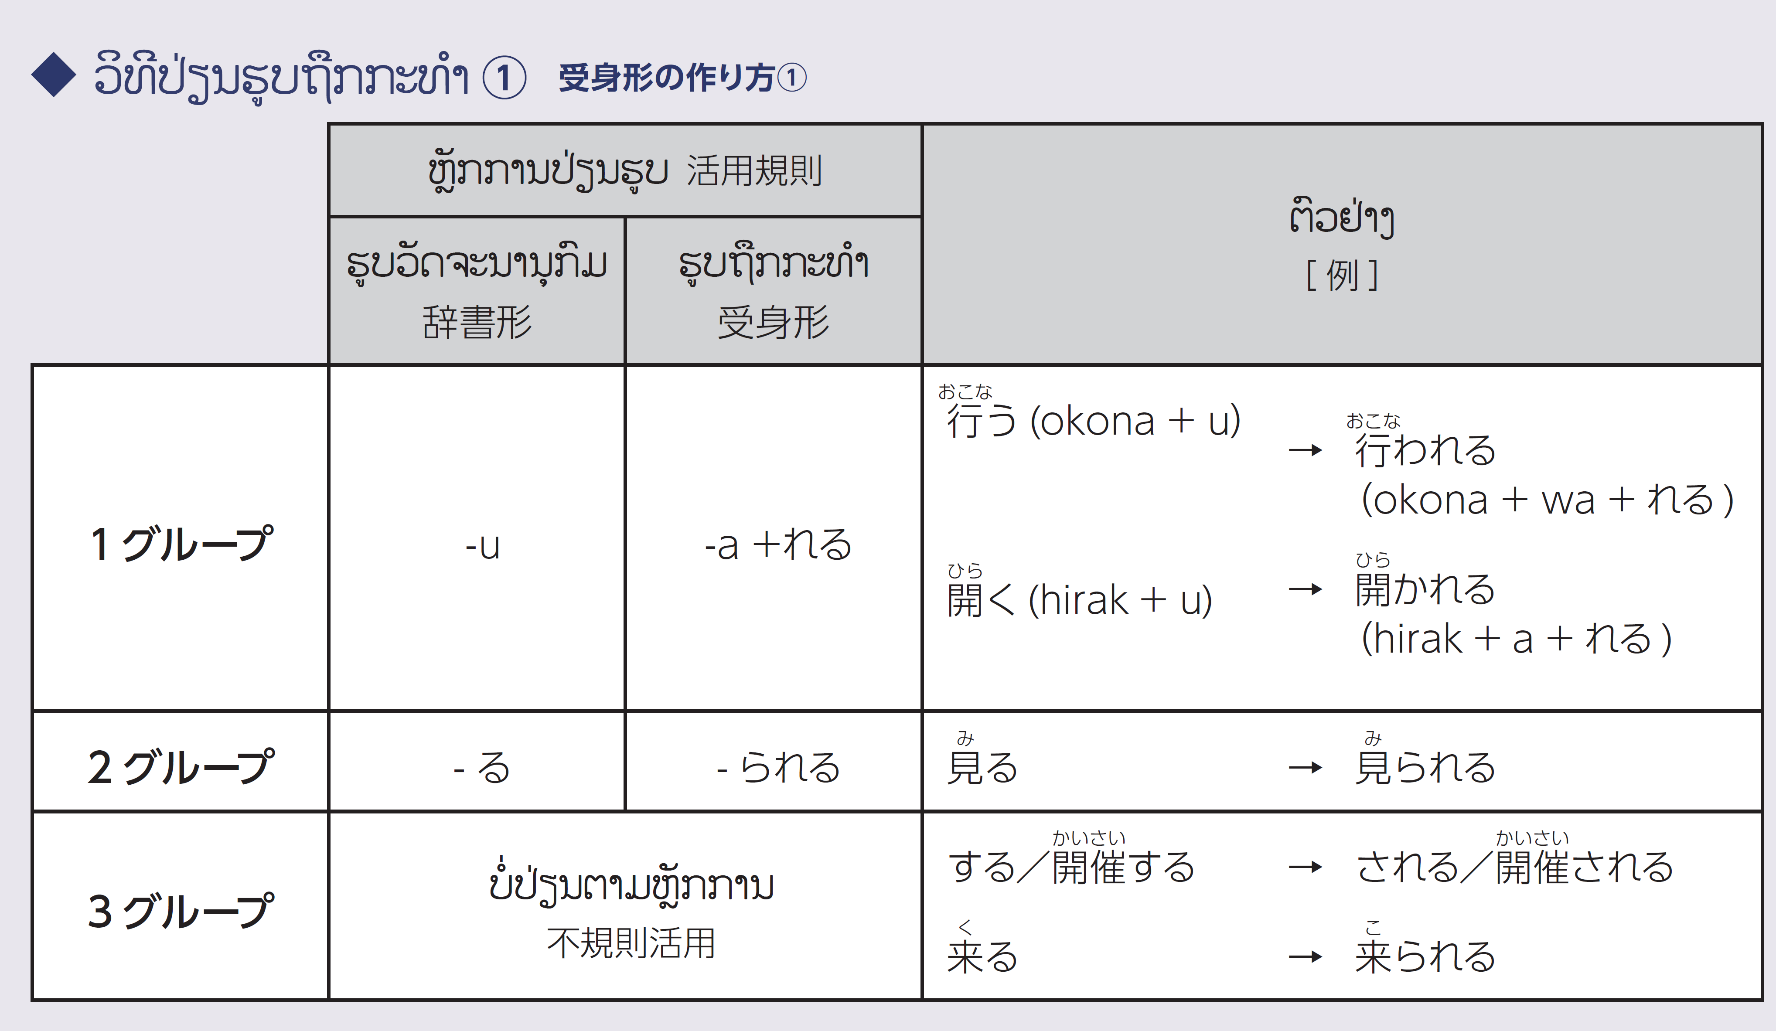 ◆ ວິທີປ່ຽນຮູບຖືກກະທຳ ① 受身形の作り方①
ຫຼັກການປ່ຽນຮູບ 活用規則
ຕົວຢ່າງ
[ 例 ]
ຮູບວັດຈະນານຸກົມ
辞書形
ຮູບຖືກກະທຳ
受身形
1 グループ
-u
-a +れる
おこな
行う (okona + u)
おこな
→ 行われる
(okona + wa + れる )
ひら
開く (hirak + u)
ひら
→ 開かれる
(hirak + a + れる )
2 グループ
- る
- られる
み み
見る → 見られる
3 グループ
ບໍ່ປ່ຽນຕາມຫຼັກການ
不規則活用
かいさい かいさい
する／開催する → される／開催される
く こ
来る → 来られる